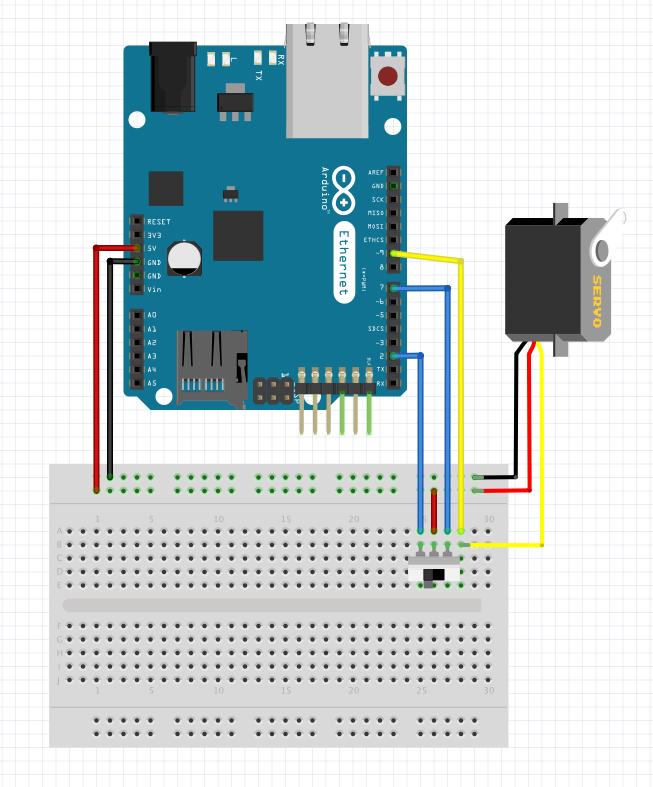 L
TX
RX
AREF
GND
SCK
MISO
MOSI
ETHCS
~9
8
7
~6
~5
SDCS
~3
2
TX
RX
RESET
3V3
5V
GND
GND
Vin
A0
A1
A2
A3
A4
A5
Arduino
Ethernet
(~PWM)
SERVO
1 5 10 15 20 25 30
A
B
C
D
E
F
G
H
I
J
1 5 10 15 20 25 30